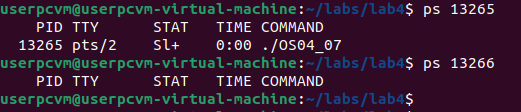 userpcvm@userpcvm-virtual-machine:~/labs/lab4$ ps 13265
    PID TTY      STAT   TIME COMMAND
  13265 pts/2    Sl+    0:00 ./OS04_07
userpcvm@userpcvm-virtual-machine:~/labs/lab4$ ps 13266
    PID TTY      STAT   TIME COMMAND
userpcvm@userpcvm-virtual-machine:~/labs/lab4$